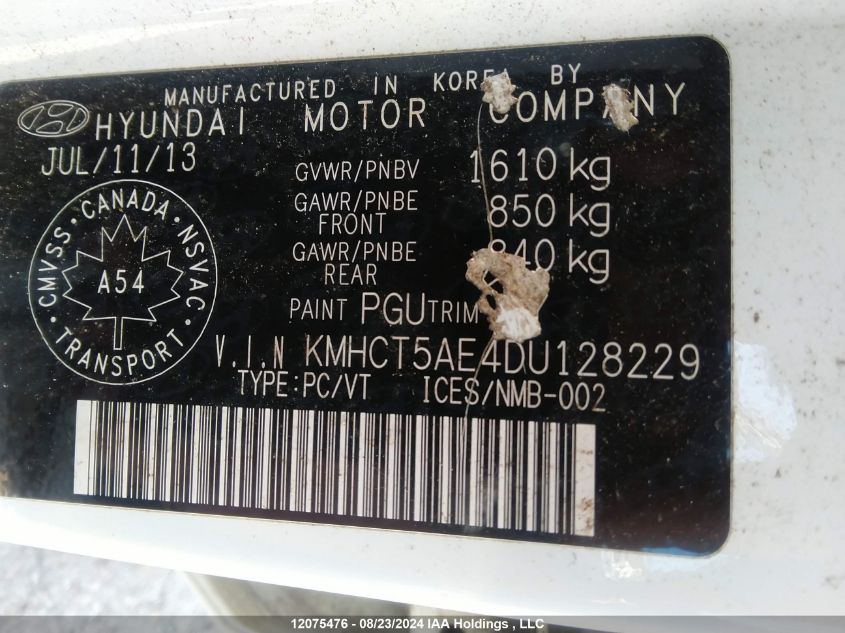 MANUFACTURED IN KOREA BY
HYUNDAI MOTOR COMPANY
JUL/11/13
GVWR/PNBV 1610 kg
GAWR/PNBE FRONT 850 kg
GAWR/PNBE REAR 840 kg
CMVSS · CANADA · NSVAC · TRANSPORT ·
A54
PAINT PGU TRIM
V.I.N KMHCT5AE4DU128229
TYPE:PC/VT ICES/NMB-002
12075476 - 08/23/2024 IAA Holdings , LLC